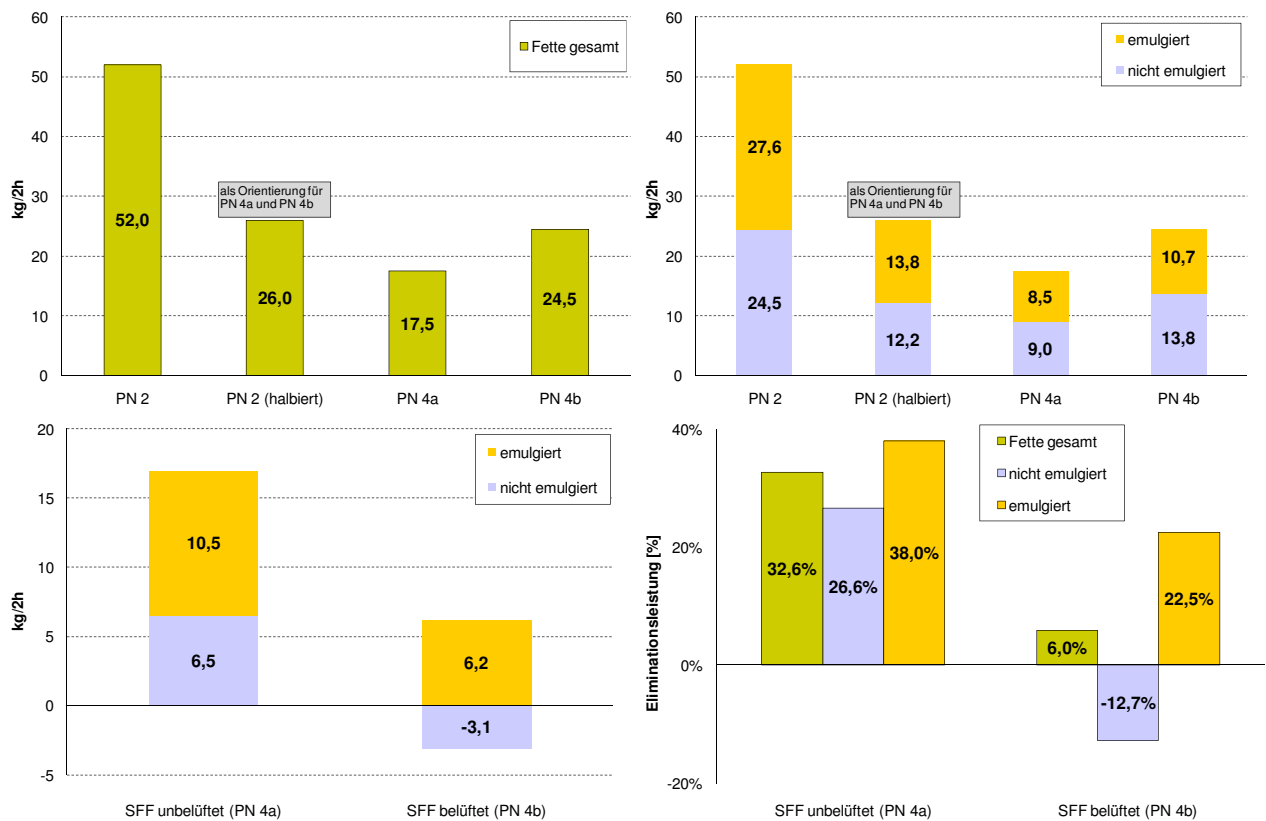 60
50
40
30
20
10
0
kg/2h
Fette gesamt
52,0
als Orientierung für
PN 4a und PN 4b
26,0
17,5
24,5
PN 2
PN 2 (halbiert)
PN 4a
PN 4b
60
50
40
30
20
10
0
kg/2h
emulgiert
nicht emulgiert
27,6
24,5
als Orientierung für
PN 4a und PN 4b
13,8
12,2
8,5
9,0
10,7
13,8
PN 2
PN 2 (halbiert)
PN 4a
PN 4b
20
15
10
5
0
-5
kg/2h
emulgiert
nicht emulgiert
10,5
6,5
6,2
-3,1
SFF unbelüftet (PN 4a)
SFF belüftet (PN 4b)
40%
20%
0%
-20%
Eliminationsleistung [%]
Fette gesamt
nicht emulgiert
emulgiert
32,6%
26,6%
38,0%
6,0%
-12,7%
22,5%
SFF unbelüftet (PN 4a)
SFF belüftet (PN 4b)